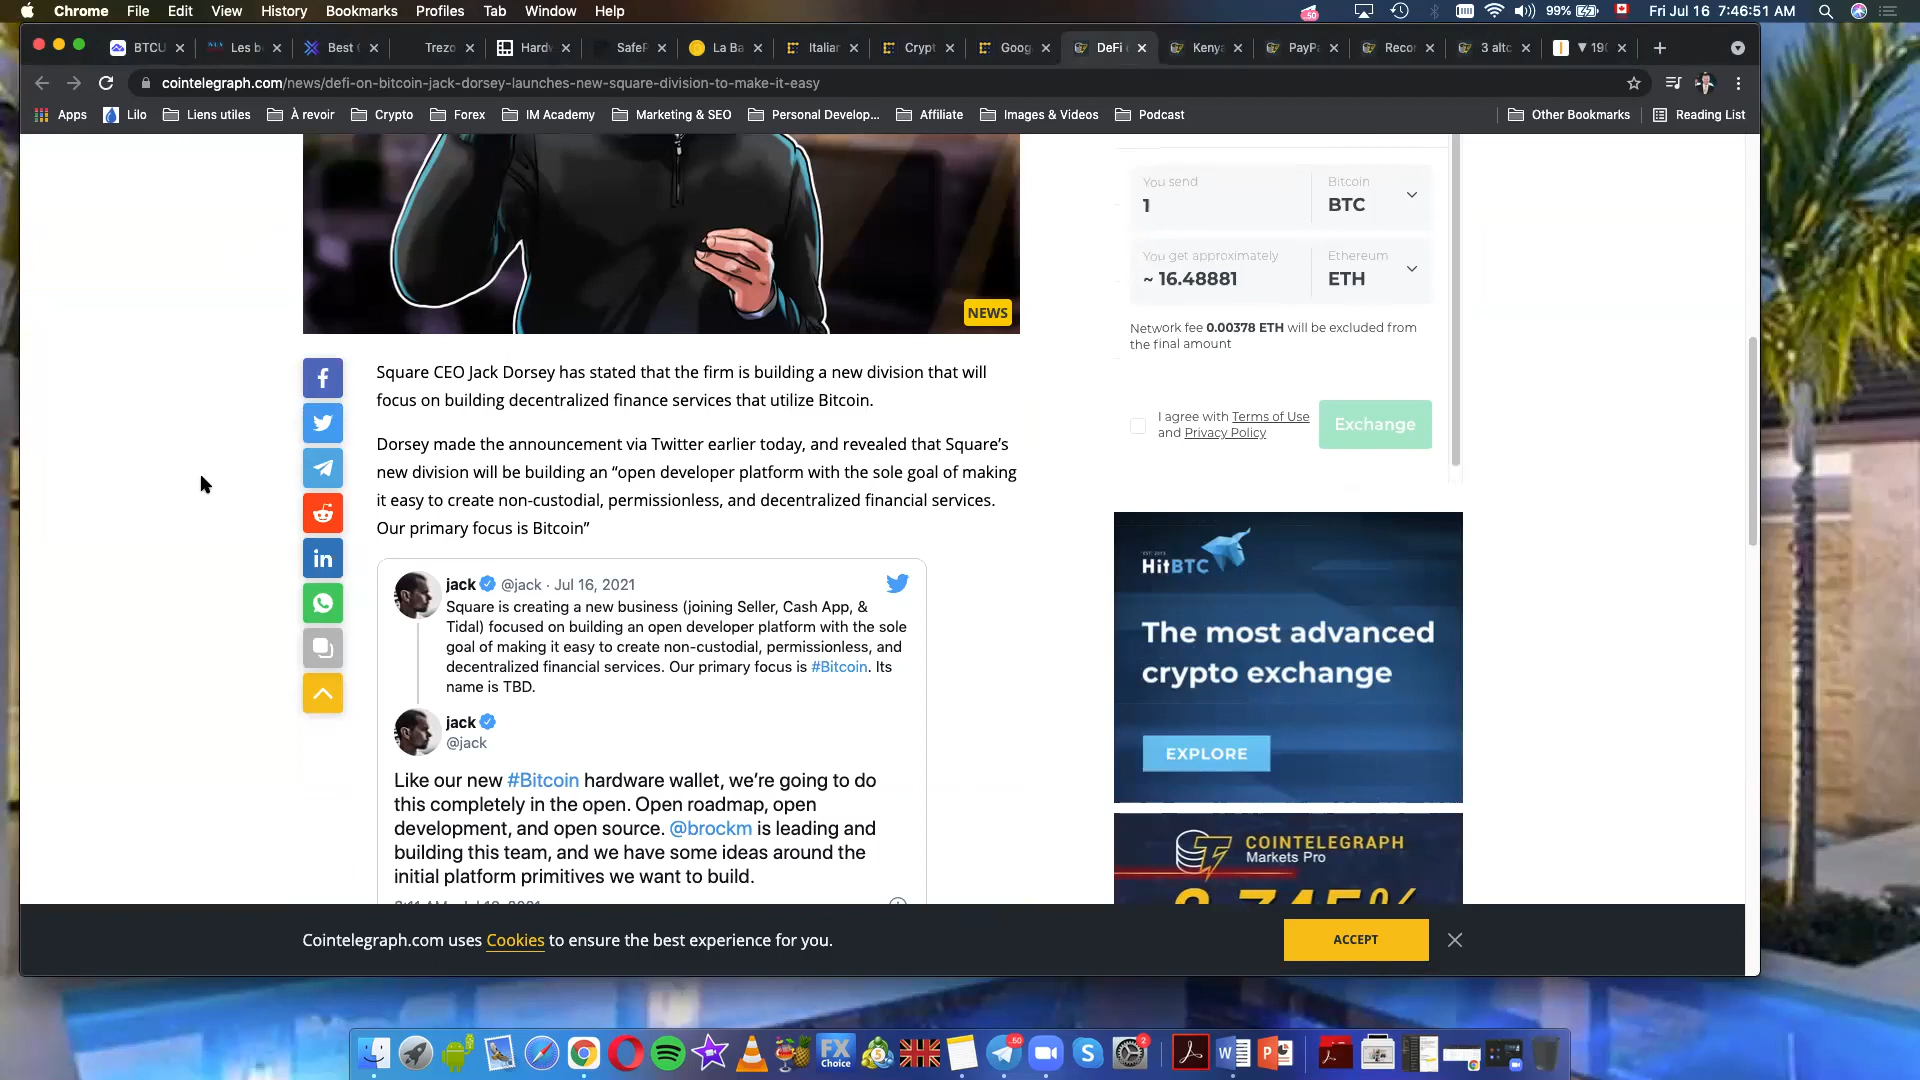 Chrome File Edit View History Bookmarks Profiles Tab Window Help
50 99% Fri Jul 16 7:46:51 AM
BTCU Les b Best Trezo Hardw SafeP La Ba Italiar Crypt Goog DeFi Kenya PayPa Recor 3 altc ▼ 190
cointelegraph.com/news/defi-on-bitcoin-jack-dorsey-launches-new-square-division-to-make-it-easy
Apps Lilo Liens utiles À revoir Crypto Forex IM Academy Marketing & SEO Personal Develop... Affiliate Images & Videos Podcast Other Bookmarks Reading List
NEWS
Square CEO Jack Dorsey has stated that the firm is building a new division that will
focus on building decentralized finance services that utilize Bitcoin.
Dorsey made the announcement via Twitter earlier today, and revealed that Square's
new division will be building an “open developer platform with the sole goal of making
it easy to create non-custodial, permissionless, and decentralized financial services.
Our primary focus is Bitcoin”
jack @jack · Jul 16, 2021
Square is creating a new business (joining Seller, Cash App, &
Tidal) focused on building an open developer platform with the sole
goal of making it easy to create non-custodial, permissionless, and
decentralized financial services. Our primary focus is #Bitcoin. Its
name is TBD.
jack
@jack
Like our new #Bitcoin hardware wallet, we’re going to do
this completely in the open. Open roadmap, open
development, and open source. @brockm is leading and
building this team, and we have some ideas around the
initial platform primitives we want to build.
You send
1
Bitcoin
BTC
You get approximately
~ 16.48881
Ethereum
ETH
Network fee 0.00378 ETH will be excluded from
the final amount
I agree with Terms of Use
and Privacy Policy
Exchange
HitBTC
The most advanced
crypto exchange
EXPLORE
COINTELEGRAPH
Markets Pro
Cointelegraph.com uses Cookies to ensure the best experience for you.
ACCEPT
FX
Choice
5
60
2